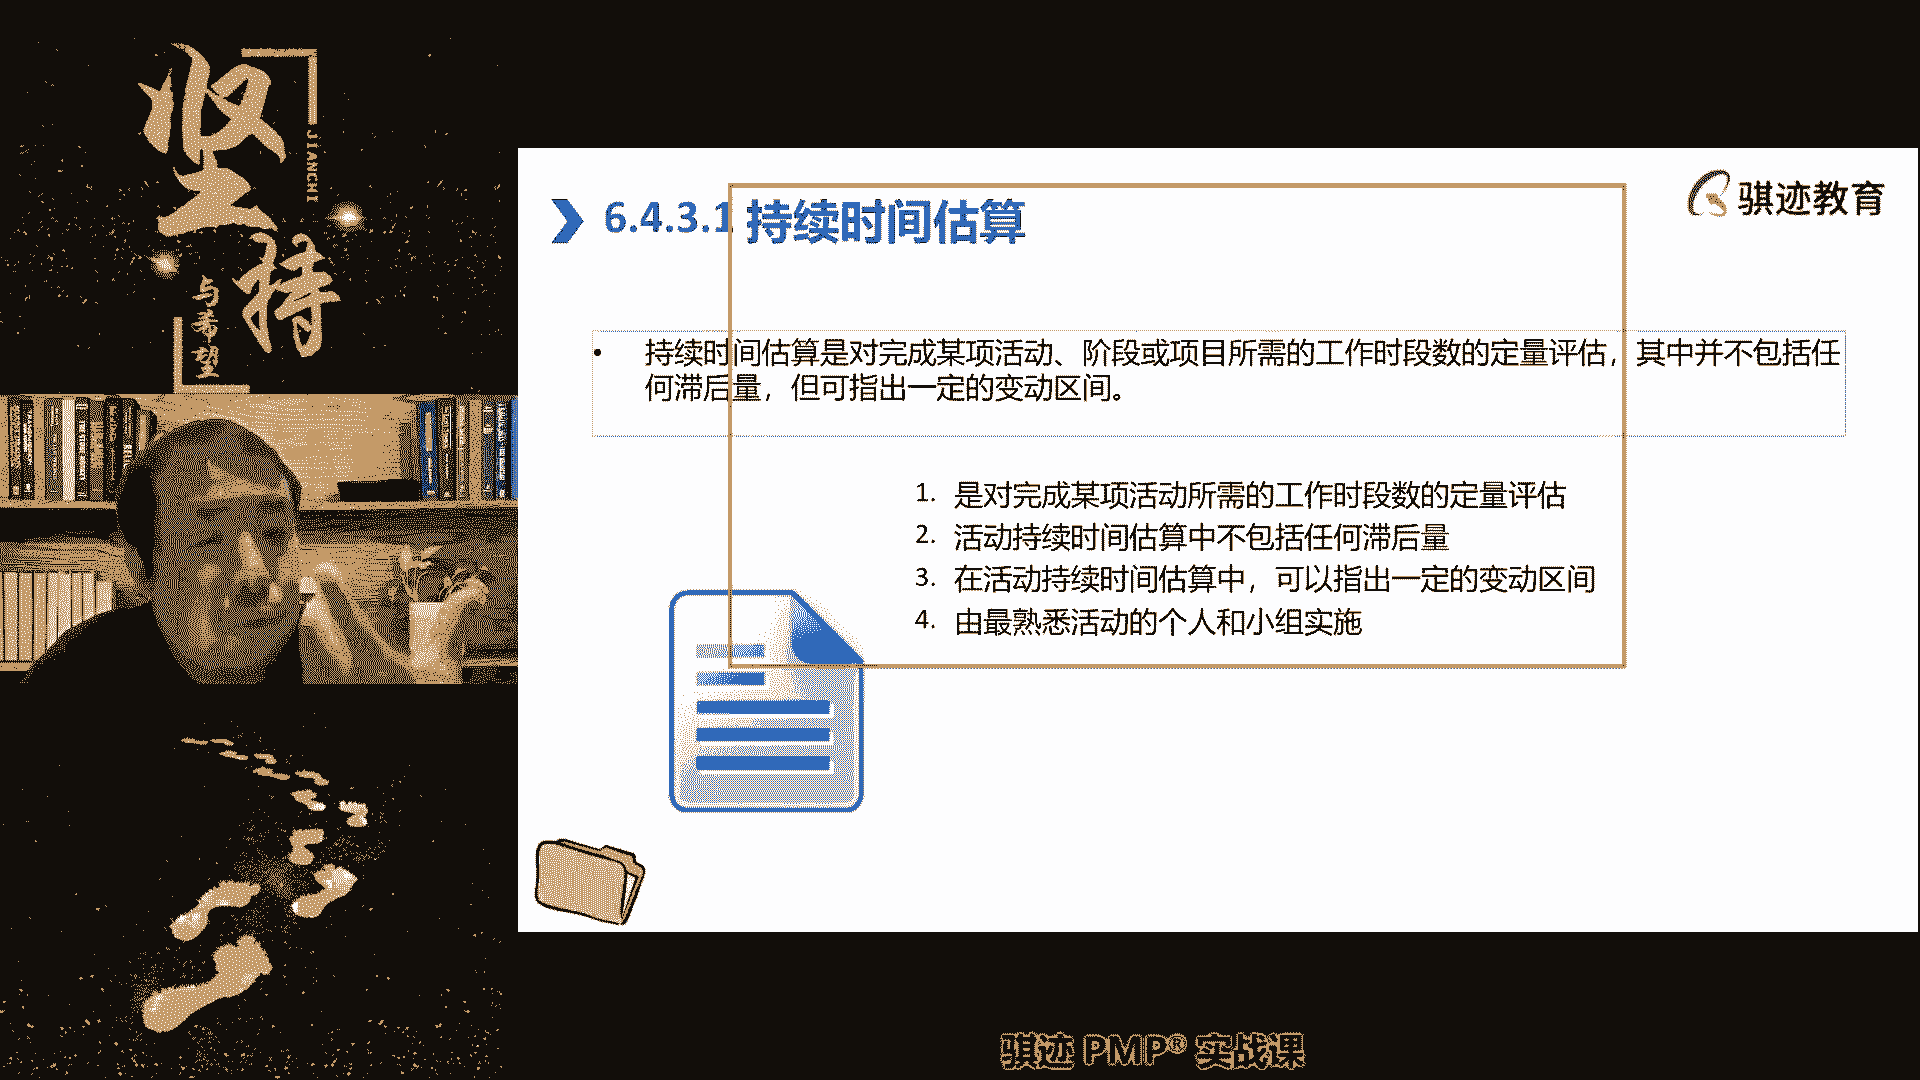 坚持
JIANCHI
与希望
骐迹教育
6.4.3.1 持续时间估算
• 持续时间估算是对完成某项活动、阶段或项目所需的工作时段数的定量评估，其中并不包括任
何滞后量，但可指出一定的变动区间。
1. 是对完成某项活动所需的工作时段数的定量评估
2. 活动持续时间估算中不包括任何滞后量
3. 在活动持续时间估算中，可以指出一定的变动区间
4. 由最熟悉活动的个人和小组实施
骐迹 PMP® 实战课